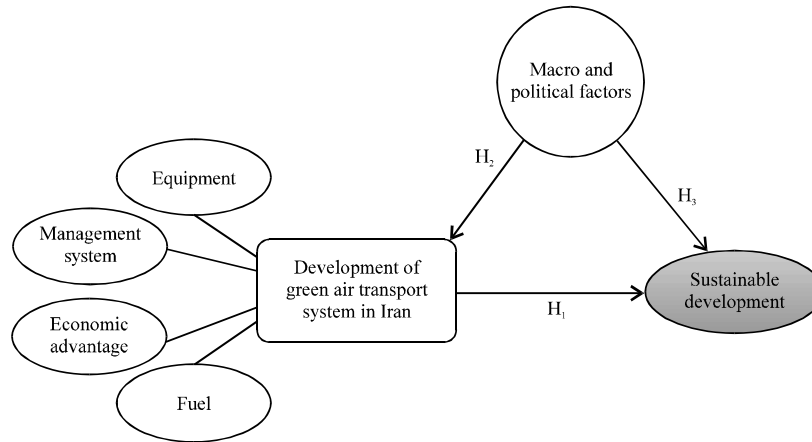 Macro and
political factors
H₂
H₃
Equipment
Management
system
Development of
green air transport
system in Iran
Sustainable
development
H₁
Economic
advantage
Fuel